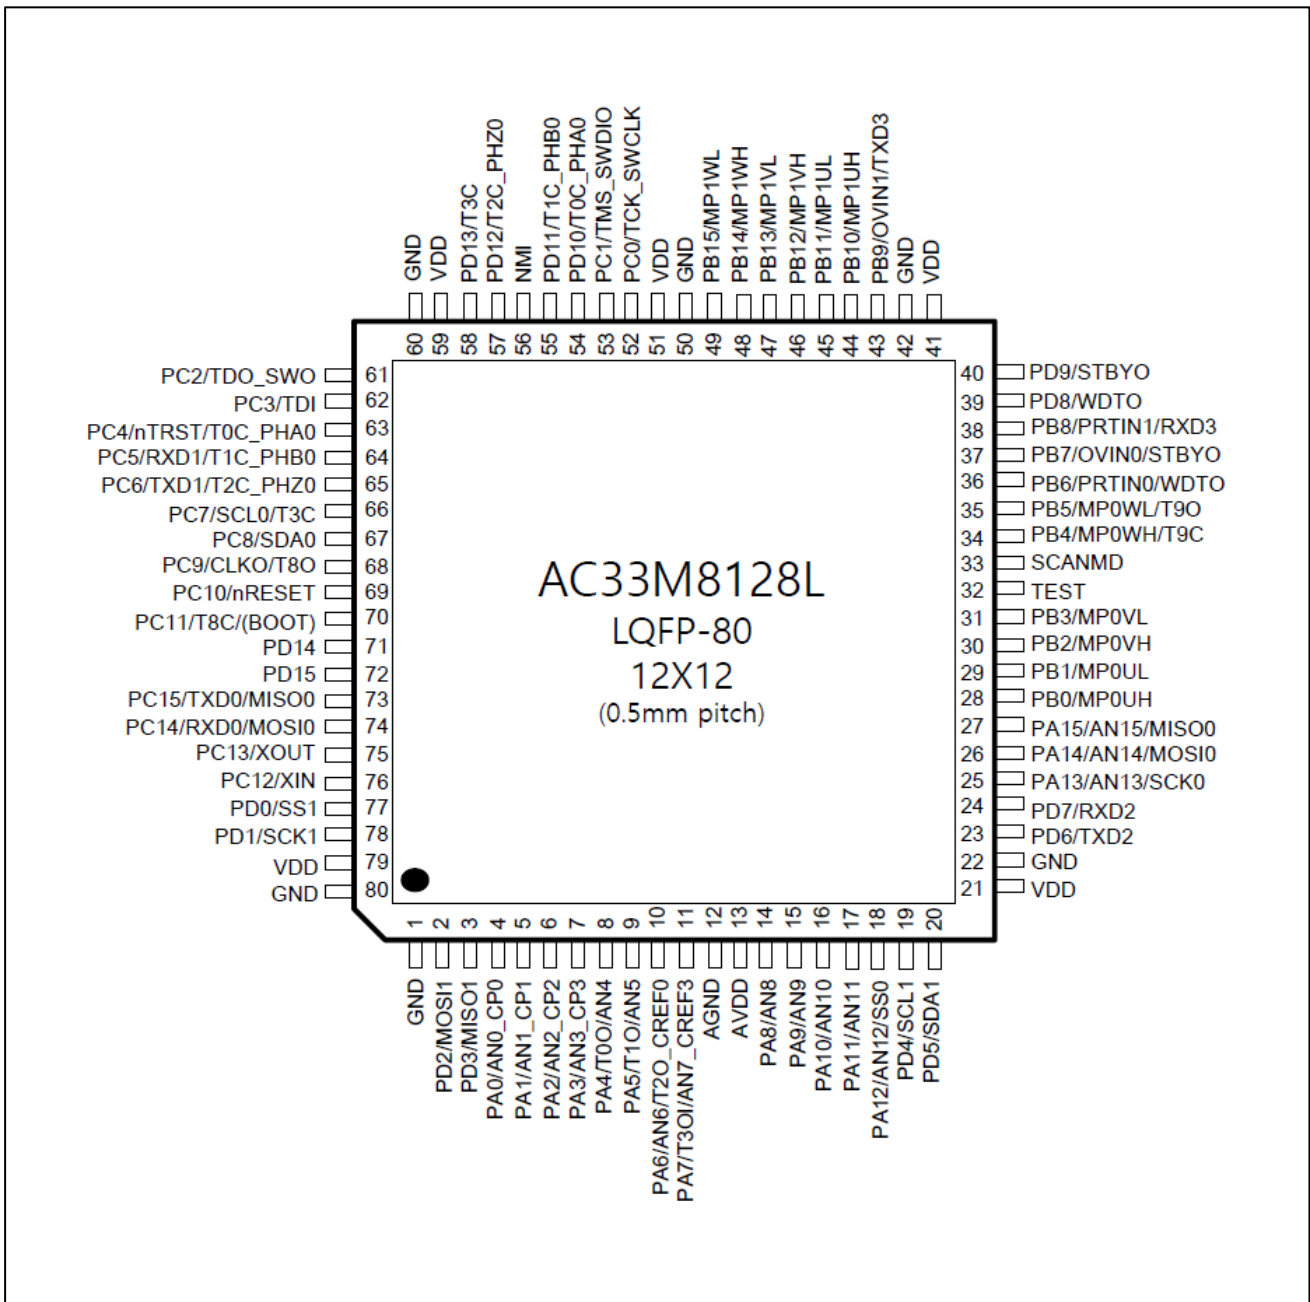 GND
VDD
PD13/T3C
PD12/T2C_PHZ0
NMI
PD11/T1C_PHB0
PD10/T0C_PHA0
PC1/TMS_SWDIO
PC0/TCK_SWCLK
VDD
GND
PB15/MP1WL
PB14/MP1WH
PB13/MP1VL
PB12/MP1VH
PB11/MP1UL
PB10/MP1UH
PB9/OVIN1/TXD3
GND
VDD
60 59 58 57 56 55 54 53 52 51 50 49 48 47 46 45 44 43 42 41
PC2/TDO_SWO 61
PC3/TDI 62
PC4/nTRST/T0C_PHA0 63
PC5/RXD1/T1C_PHB0 64
PC6/TXD1/T2C_PHZ0 65
PC7/SCL0/T3C 66
PC8/SDA0 67
PC9/CLKO/T8O 68
PC10/nRESET 69
PC11/T8C/(BOOT) 70
PD14 71
PD15 72
PC15/TXD0/MISO0 73
PC14/RXD0/MOSI0 74
PC13/XOUT 75
PC12/XIN 76
PD0/SS1 77
PD1/SCK1 78
VDD 79
GND 80
AC33M8128L
LQFP-80
12X12
(0.5mm pitch)
40 PD9/STBYO
39 PD8/WDTO
38 PB8/PRTIN1/RXD3
37 PB7/OVIN0/STBYO
36 PB6/PRTIN0/WDTO
35 PB5/MP0WL/T9O
34 PB4/MP0WH/T9C
33 SCANMD
32 TEST
31 PB3/MP0VL
30 PB2/MP0VH
29 PB1/MP0UL
28 PB0/MP0UH
27 PA15/AN15/MISO0
26 PA14/AN14/MOSI0
25 PA13/AN13/SCK0
24 PD7/RXD2
23 PD6/TXD2
22 GND
21 VDD
1 2 3 4 5 6 7 8 9 10 11 12 13 14 15 16 17 18 19 20
GND
PD2/MOSI1
PD3/MISO1
PA0/AN0_CP0
PA1/AN1_CP1
PA2/AN2_CP2
PA3/AN3_CP3
PA4/T0O/AN4
PA5/T1O/AN5
PA6/AN6/T2O_CREF0
PA7/T3OI/AN7_CREF3
AGND
AVDD
PA8/AN8
PA9/AN9
PA10/AN10
PA11/AN11
PA12/AN12/SS0
PD4/SCL1
PD5/SDA1